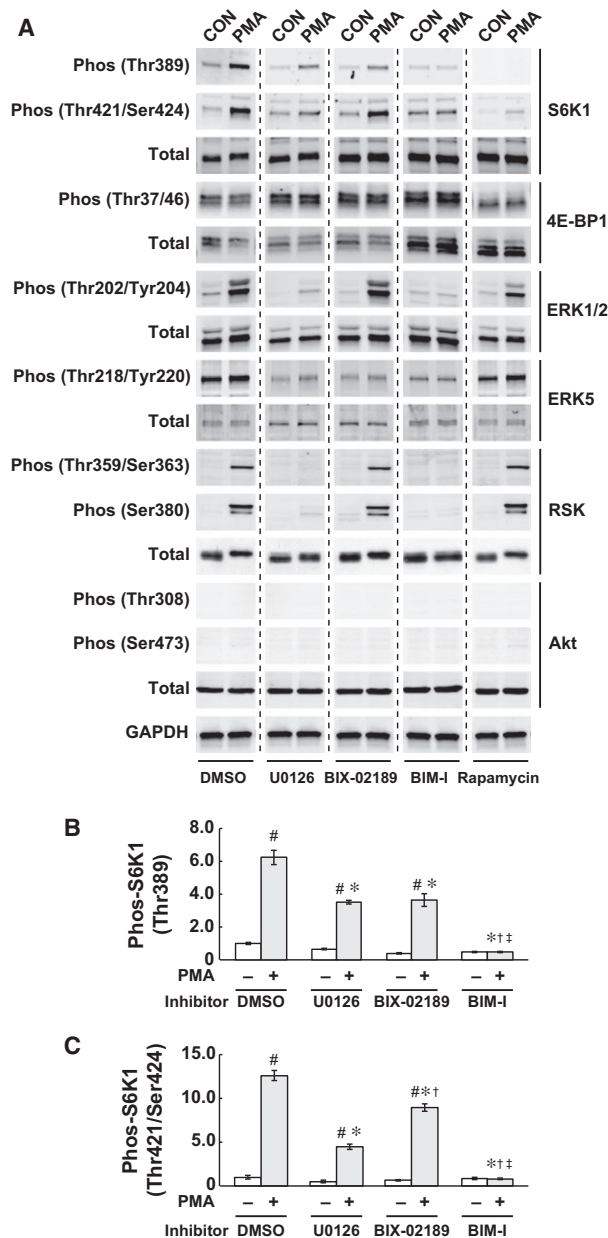 A
CON PMA CON PMA CON PMA CON PMA CON PMA
Phos (Thr389)
Phos (Thr421/Ser424)
Total
S6K1
Phos (Thr37/46)
Total
4E-BP1
Phos (Thr202/Tyr204)
Total
ERK1/2
Phos (Thr218/Tyr220)
Total
ERK5
Phos (Thr359/Ser363)
Phos (Ser380)
Total
RSK
Phos (Thr308)
Phos (Ser473)
Total
Akt
GAPDH
DMSO U0126 BIX-02189 BIM-I Rapamycin
B
Phos-S6K1
(Thr389)
8.0
6.0
4.0
2.0
0
# # * # * *†‡
PMA – + – + – + – +
Inhibitor DMSO U0126 BIX-02189 BIM-I
C
Phos-S6K1
(Thr421/Ser424)
15.0
10.0
5.0
0.0
# # * #*† *†‡
PMA – + – + – + – +
Inhibitor DMSO U0126 BIX-02189 BIM-I